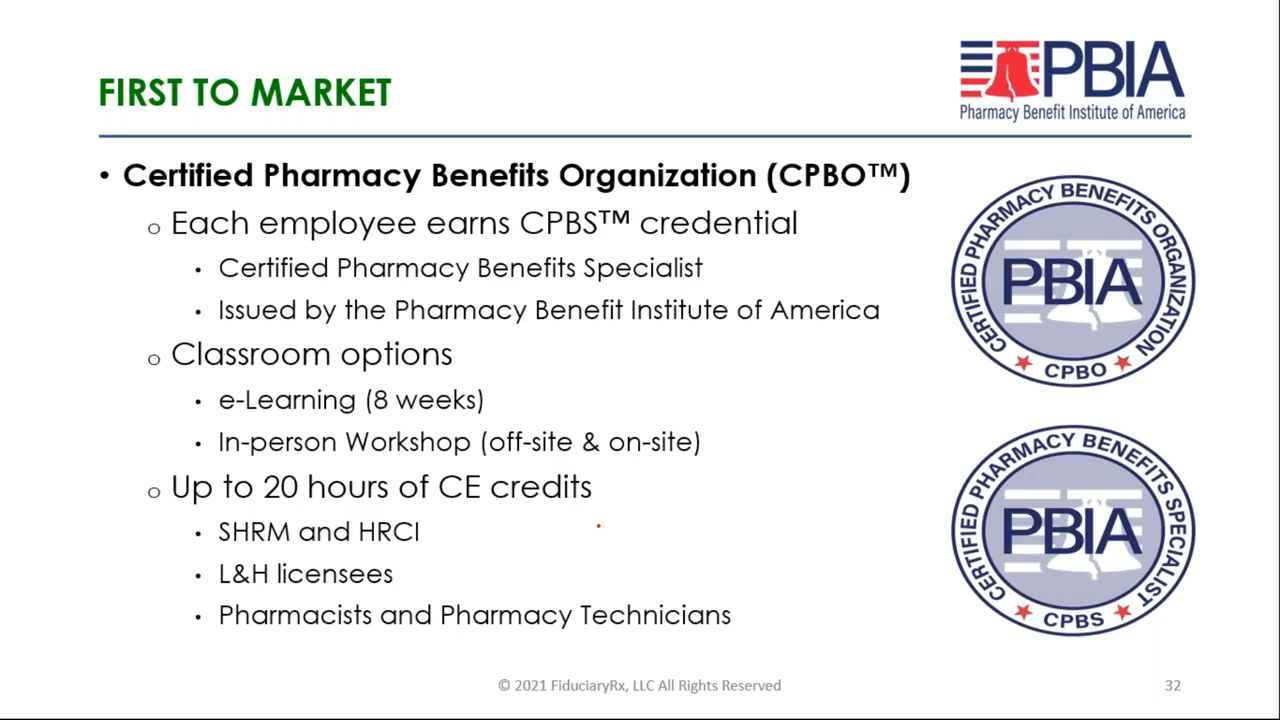 FIRST TO MARKET
PBIA
Pharmacy Benefit Institute of America
• Certified Pharmacy Benefits Organization (CPBO™)
o Each employee earns CPBS™ credential
• Certified Pharmacy Benefits Specialist
• Issued by the Pharmacy Benefit Institute of America
o Classroom options
• e-Learning (8 weeks)
• In-person Workshop (off-site & on-site)
o Up to 20 hours of CE credits
• SHRM and HRCI
• L&H licensees
• Pharmacists and Pharmacy Technicians
CERTIFIED PHARMACY BENEFITS ORGANIZATION
PBIA
CPBO
CERTIFIED PHARMACY BENEFITS SPECIALIST
PBIA
CPBS
© 2021 FiduciaryRx, LLC All Rights Reserved
32